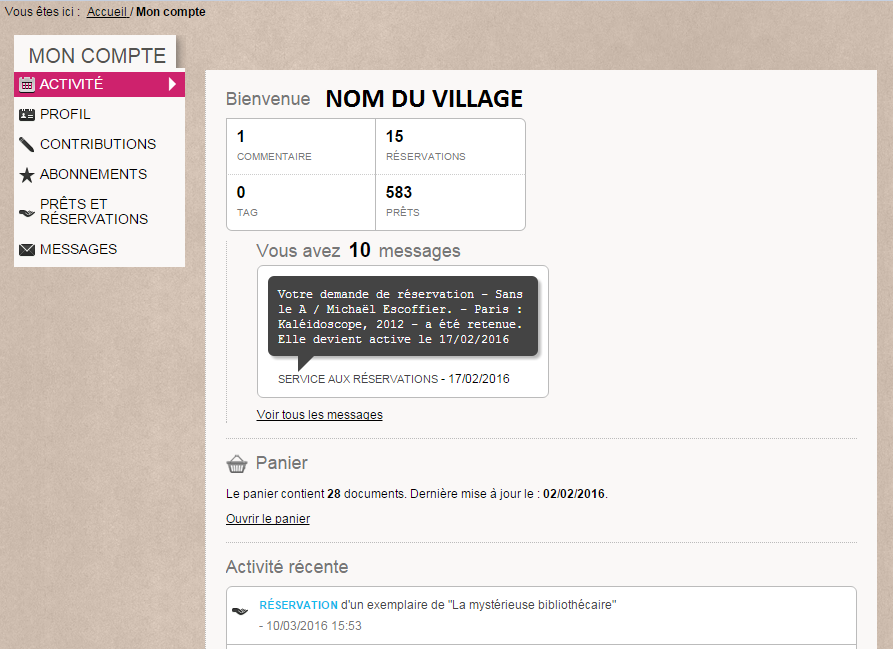 Vous êtes ici : Accueil / Mon compte
MON COMPTE
ACTIVITÉ
PROFIL
CONTRIBUTIONS
ABONNEMENTS
PRÊTS ET
RÉSERVATIONS
MESSAGES
Bienvenue NOM DU VILLAGE
1
COMMENTAIRE
15
RÉSERVATIONS
0
TAG
583
PRÊTS
Vous avez 10 messages
Votre demande de réservation - Sans
le A / Michaël Escoffier. - Paris :
Kaléidoscope, 2012 - a été retenue.
Elle devient active le 17/02/2016
SERVICE AUX RÉSERVATIONS - 17/02/2016
Voir tous les messages
Panier
Le panier contient 28 documents. Dernière mise à jour le : 02/02/2016.
Ouvrir le panier
Activité récente
RÉSERVATION d'un exemplaire de "La mystérieuse bibliothécaire"
- 10/03/2016 15:53